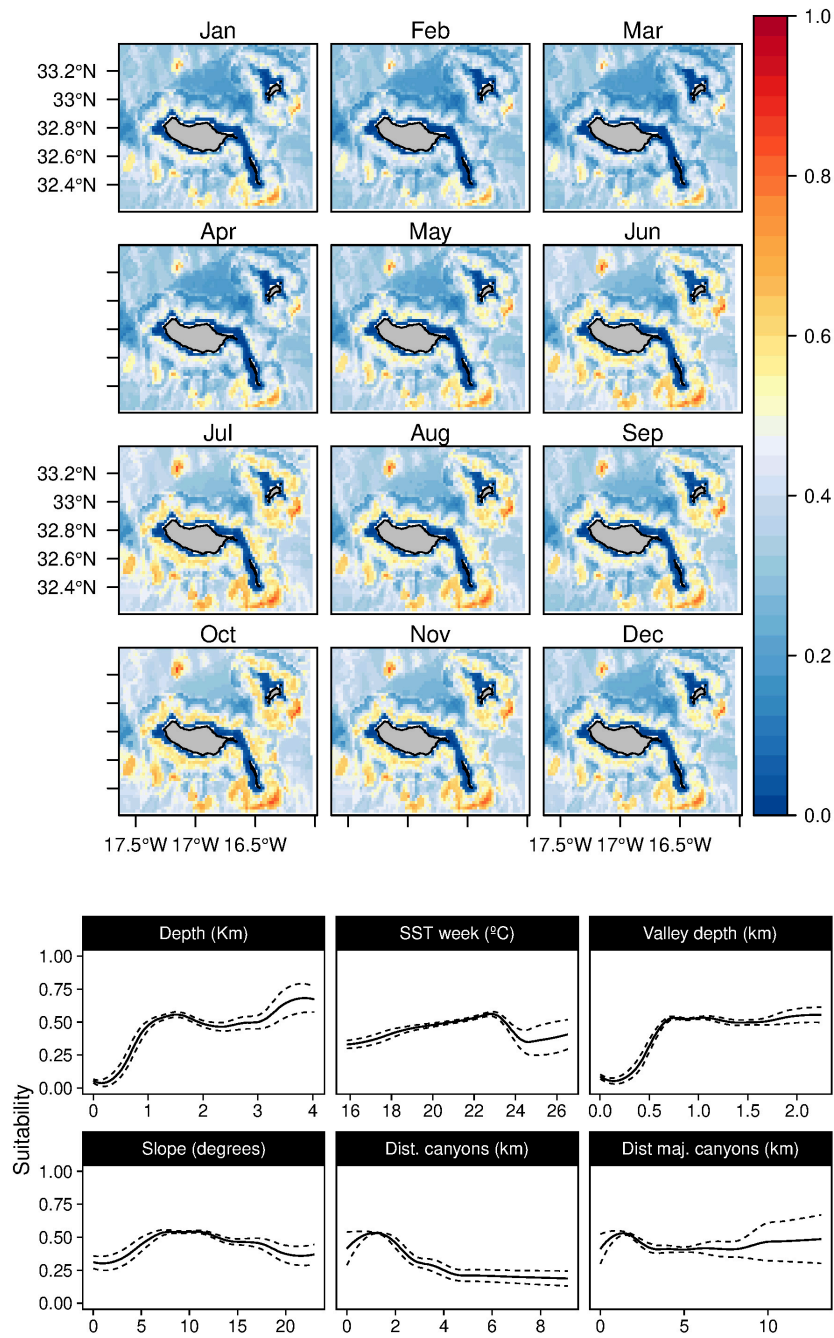 Jan Feb Mar
1.0
33.2°N
33°N
32.8°N
32.6°N
32.4°N
0.8
Apr May Jun
0.6
Jul Aug Sep
33.2°N
33°N
32.8°N
32.6°N
32.4°N
0.4
Oct Nov Dec
0.2
0.0
17.5°W 17°W 16.5°W 17.5°W 17°W 16.5°W
Depth (Km) SST week (ºC) Valley depth (km)
1.00
0.75
0.50
0.25
0.00
0 1 2 3 4 16 18 20 22 24 26 0.0 0.5 1.0 1.5 2.0
Suitability
Slope (degrees) Dist. canyons (km) Dist maj. canyons (km)
1.00
0.75
0.50
0.25
0.00
0 5 10 15 20 0 2 4 6 8 0 5 10